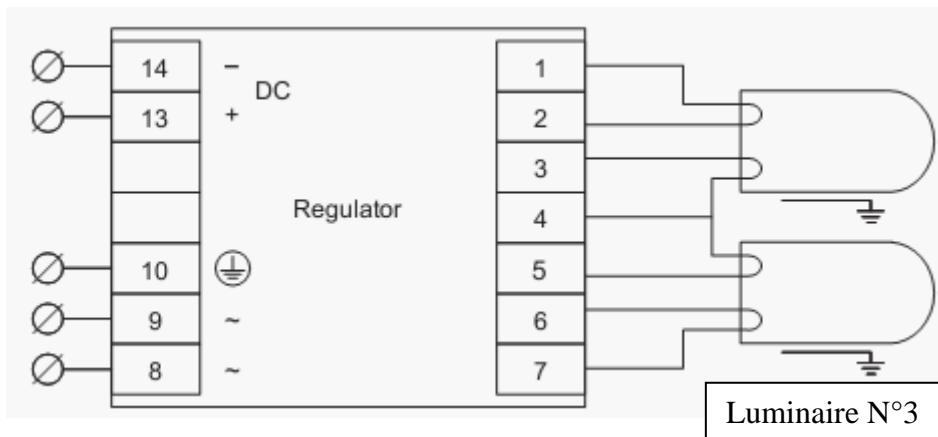 14 – 1
DC
13 + 2
3
Regulator
4
10 5
9 ~ 6
8 ~ 7
Luminaire N°3